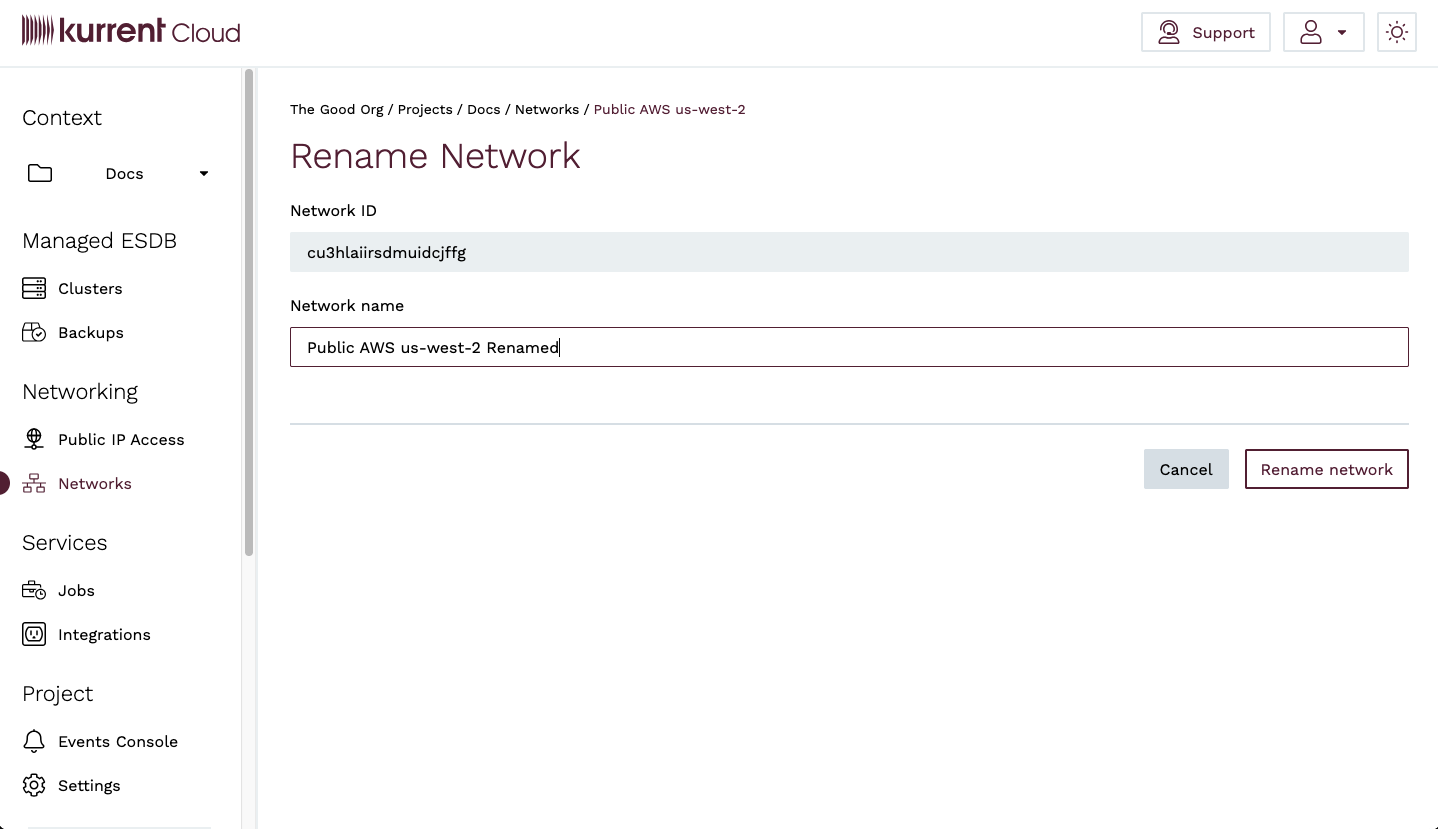 kurrent Cloud
Support
Context
Docs
Managed ESDB
Clusters
Backups
Networking
Public IP Access
Networks
Services
Jobs
Integrations
Project
Events Console
Settings
The Good Org / Projects / Docs / Networks / Public AWS us-west-2
Rename Network
Network ID
cu3hlaiirsdmuidcjffg
Network name
Public AWS us-west-2 Renamed
Cancel
Rename network